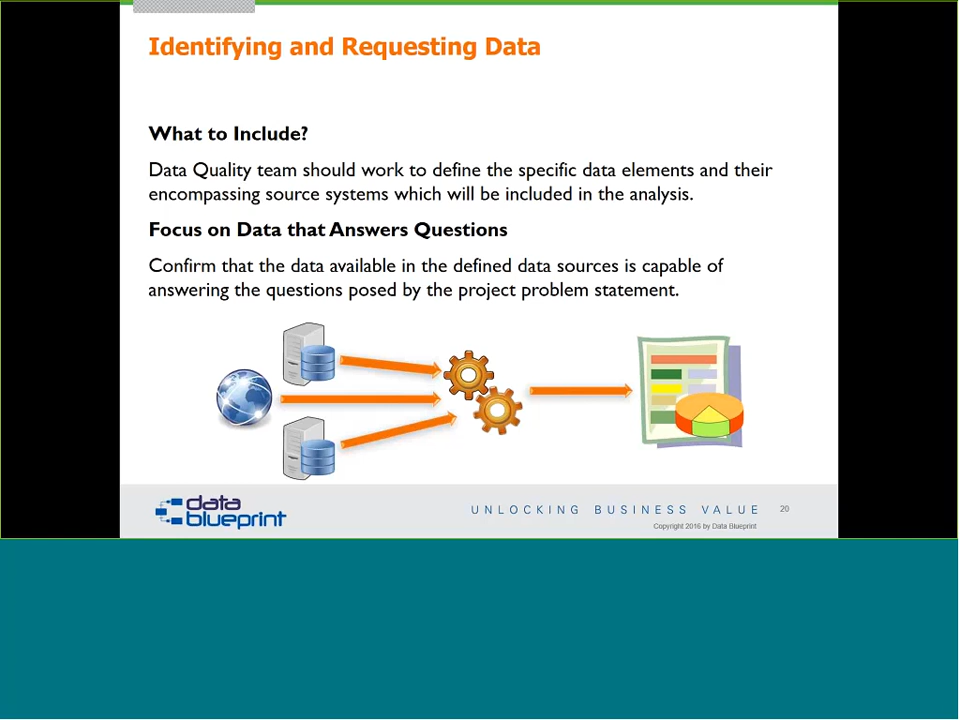 Identifying and Requesting Data
What to Include?
Data Quality team should work to define the specific data elements and their
encompassing source systems which will be included in the analysis.
Focus on Data that Answers Questions
Confirm that the data available in the defined data sources is capable of
answering the questions posed by the project problem statement.
data
blueprint
UNLOCKING BUSINESS VALUE
20
Copyright 2016 by Data Blueprint